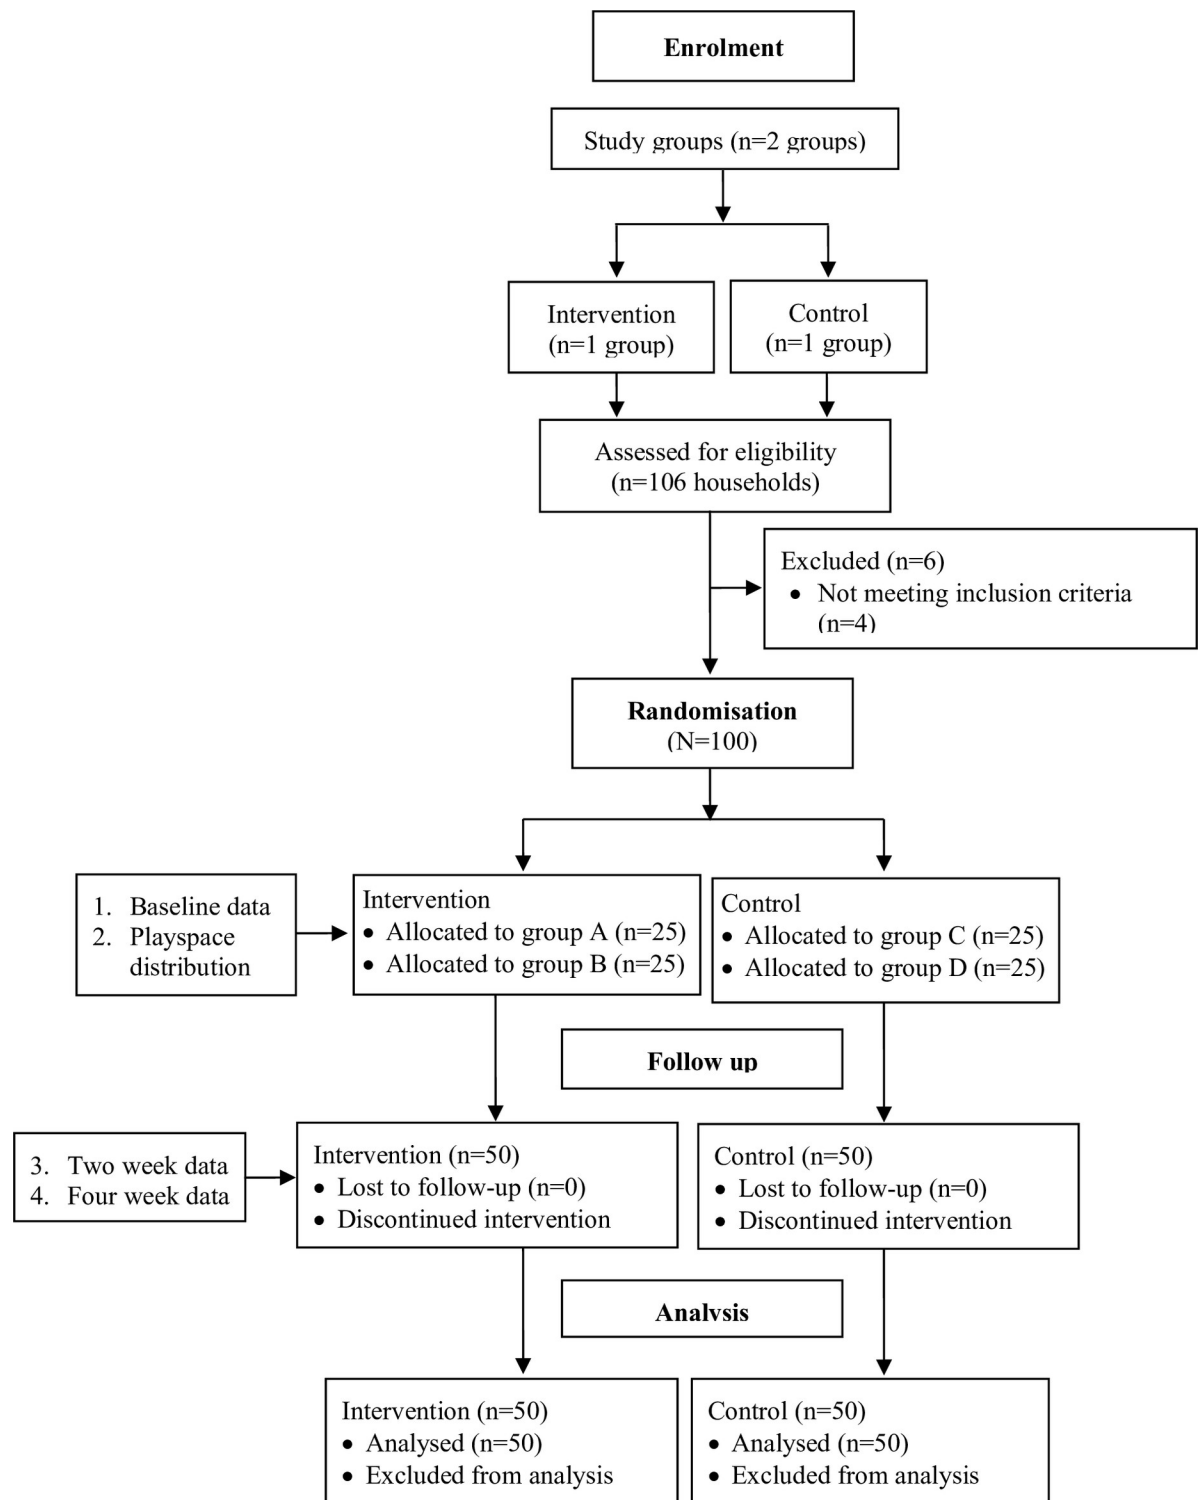 Enrolment
Study groups (n=2 groups)
Intervention
(n=1 group)
Control
(n=1 group)
Assessed for eligibility
(n=106 households)
Excluded (n=6)
• Not meeting inclusion criteria
(n=4)
Randomisation
(N=100)
1. Baseline data
2. Playspace
distribution
Intervention
• Allocated to group A (n=25)
• Allocated to group B (n=25)
Control
• Allocated to group C (n=25)
• Allocated to group D (n=25)
Follow up
3. Two week data
4. Four week data
Intervention (n=50)
• Lost to follow-up (n=0)
• Discontinued intervention
Control (n=50)
• Lost to follow-up (n=0)
• Discontinued intervention
Analysis
Intervention (n=50)
• Analysed (n=50)
• Excluded from analysis
Control (n=50)
• Analysed (n=50)
• Excluded from analysis